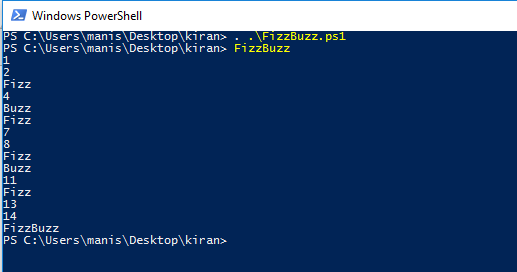 Windows PowerShell
PS C:\Users\manis\Desktop\kiran> . .\FizzBuzz.ps1
PS C:\Users\manis\Desktop\kiran> FizzBuzz
1
2
Fizz
4
Buzz
Fizz
7
8
Fizz
Buzz
11
Fizz
13
14
FizzBuzz
PS C:\Users\manis\Desktop\kiran>